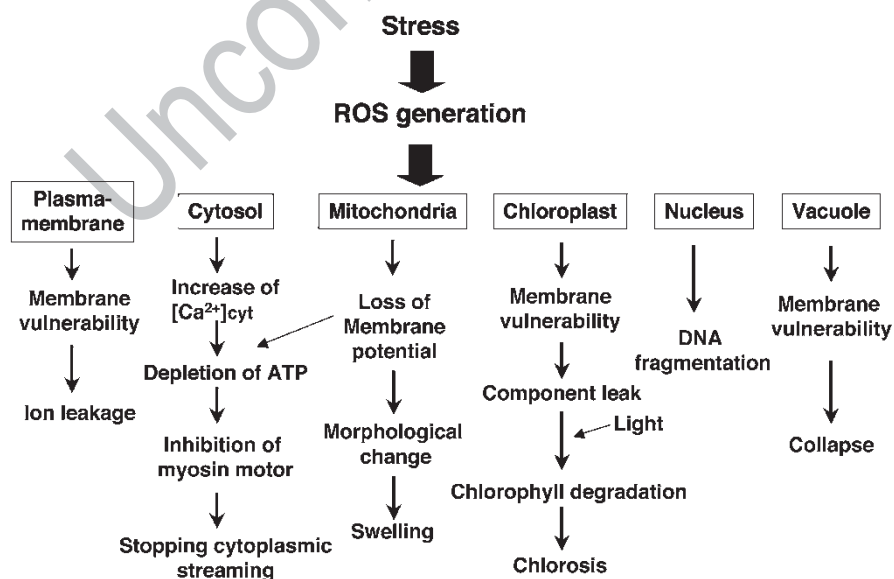 Stress
ROS generation
Plasma-
membrane
Cytosol
Mitochondria
Chloroplast
Nucleus
Vacuole
Membrane
vulnerability
Ion leakage
Increase of
[Ca²⁺]cyt
Depletion of ATP
Inhibition of
myosin motor
Stopping cytoplasmic
streaming
Loss of
Membrane
potential
Morphological
change
Swelling
Membrane
vulnerability
Component leak
Light
Chlorophyll degradation
Chlorosis
DNA
fragmentation
Membrane
vulnerability
Collapse